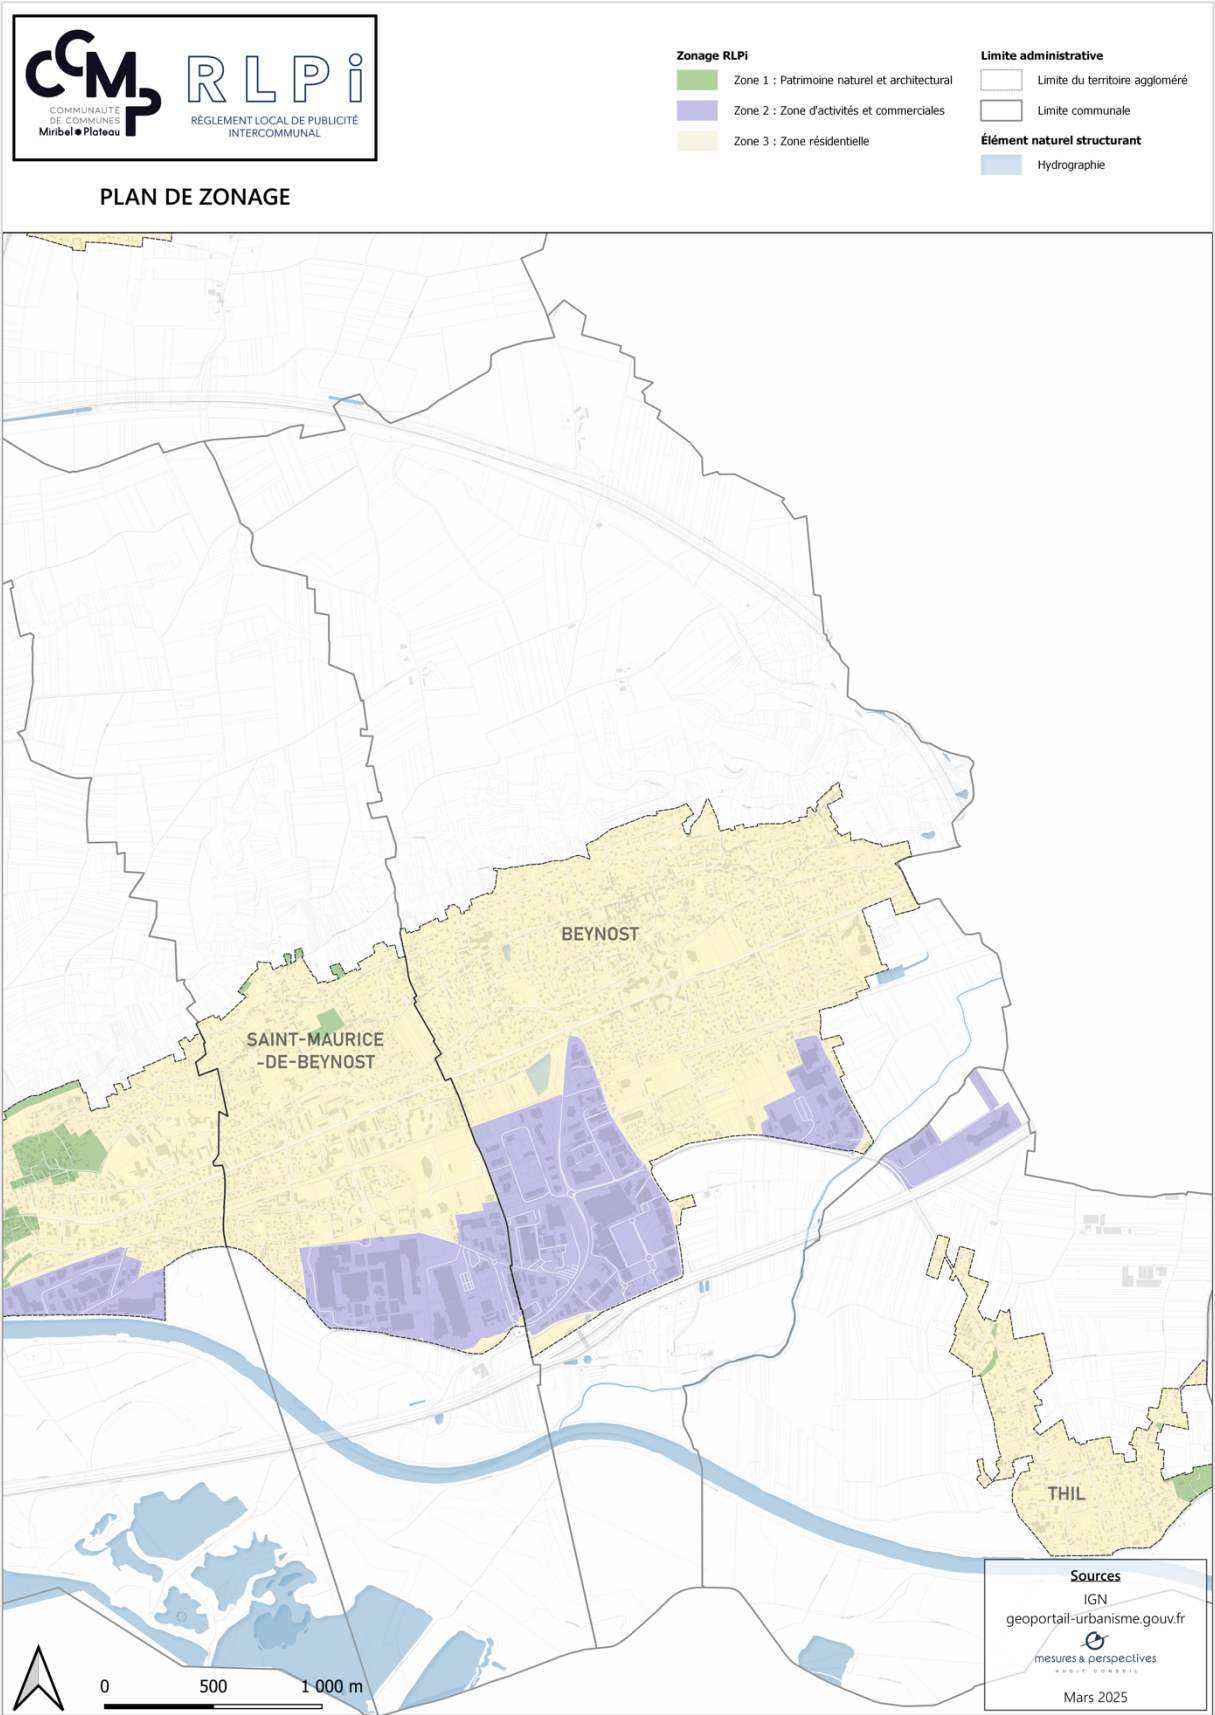 CCMP
COMMUNAUTÉ
DE COMMUNES
Miribel Plateau
RLPi
RÈGLEMENT LOCAL DE PUBLICITÉ
INTERCOMMUNAL
PLAN DE ZONAGE
Zonage RLPi
Zone 1 : Patrimoine naturel et architectural
Zone 2 : Zone d'activités et commerciales
Zone 3 : Zone résidentielle
Limite administrative
Limite du territoire aggloméré
Limite communale
Élément naturel structurant
Hydrographie
BEYNOST
SAINT-MAURICE
-DE-BEYNOST
THIL
0 500 1 000 m
Sources
IGN
geoportail-urbanisme.gouv.fr
mesures & perspectives
AUDIT CONSEIL
Mars 2025